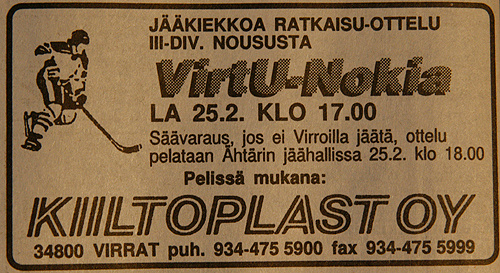 JÄÄKIEKKOA RATKAISU-OTTELU
III-DIV. NOUSUSTA
VirtU-Nokia
LA 25.2. KLO 17.00
Säävaraus, jos ei Virroilla jäätä, ottelu
pelataan Ähtärin jäähallissa 25.2. klo 18.00
Pelissä mukana:
KIILTOPLAST OY
34800 VIRRAT puh. 934-475 5900 fax 934-475 5999